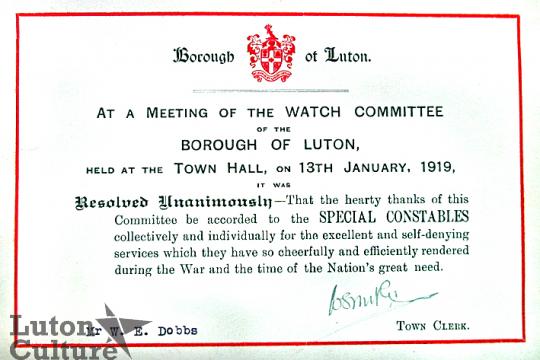 Borough of Luton.
AT A MEETING OF THE WATCH COMMITTEE
OF THE
BOROUGH OF LUTON,
HELD AT THE TOWN HALL, ON 13TH JANUARY, 1919,
IT WAS
Resolved Unanimously—That the hearty thanks of this
Committee be accorded to the SPECIAL CONSTABLES
collectively and individually for the excellent and self-denying
services which they have so cheerfully and efficiently rendered
during the War and the time of the Nation's great need.
Mr W. E. Dobbs
TOWN CLERK.
Luton
Culture